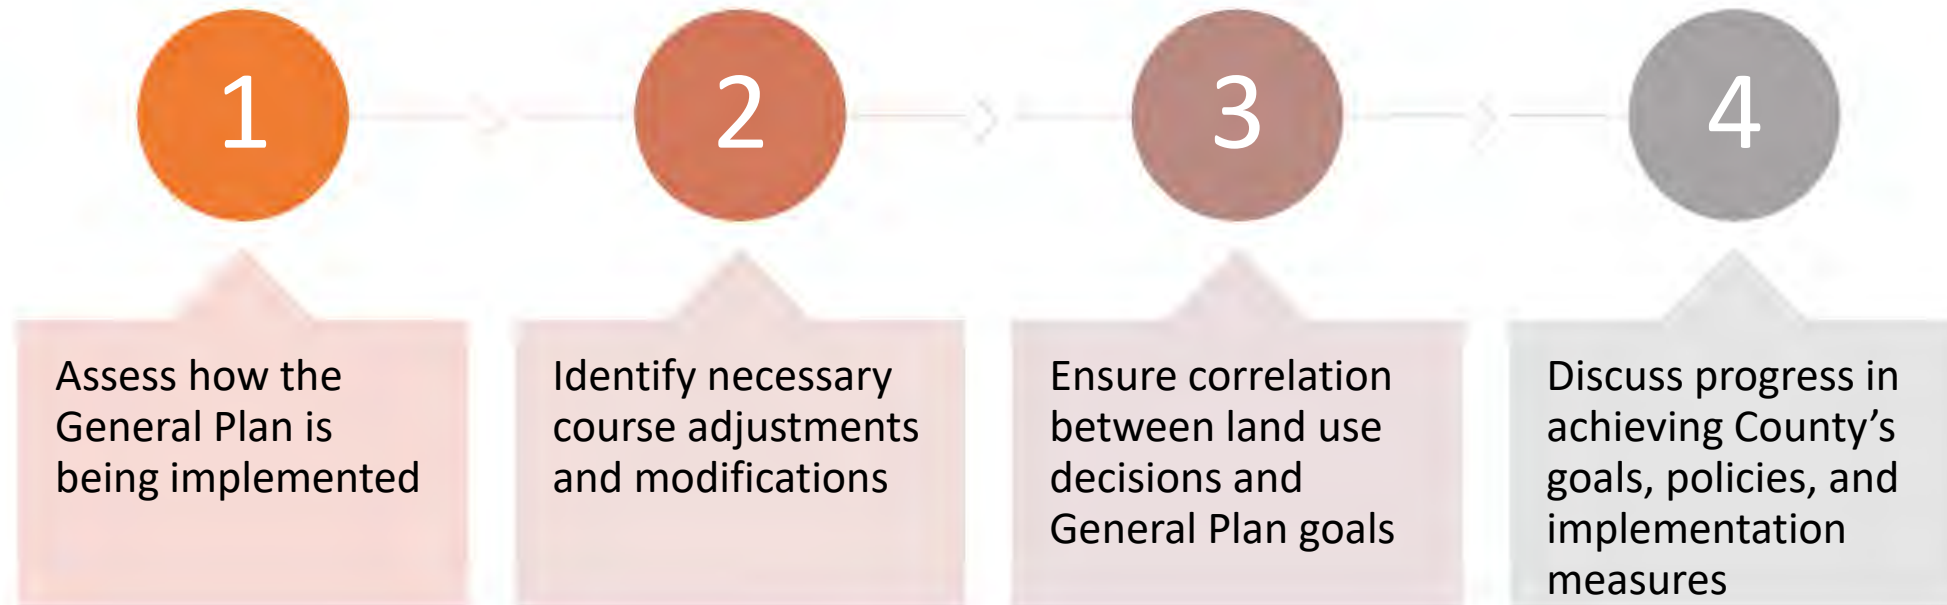 1
Assess how the
General Plan is
being implemented
2
Identify necessary
course adjustments
and modifications
3
Ensure correlation
between land use
decisions and
General Plan goals
4
Discuss progress in
achieving County’s
goals, policies, and
implementation
measures